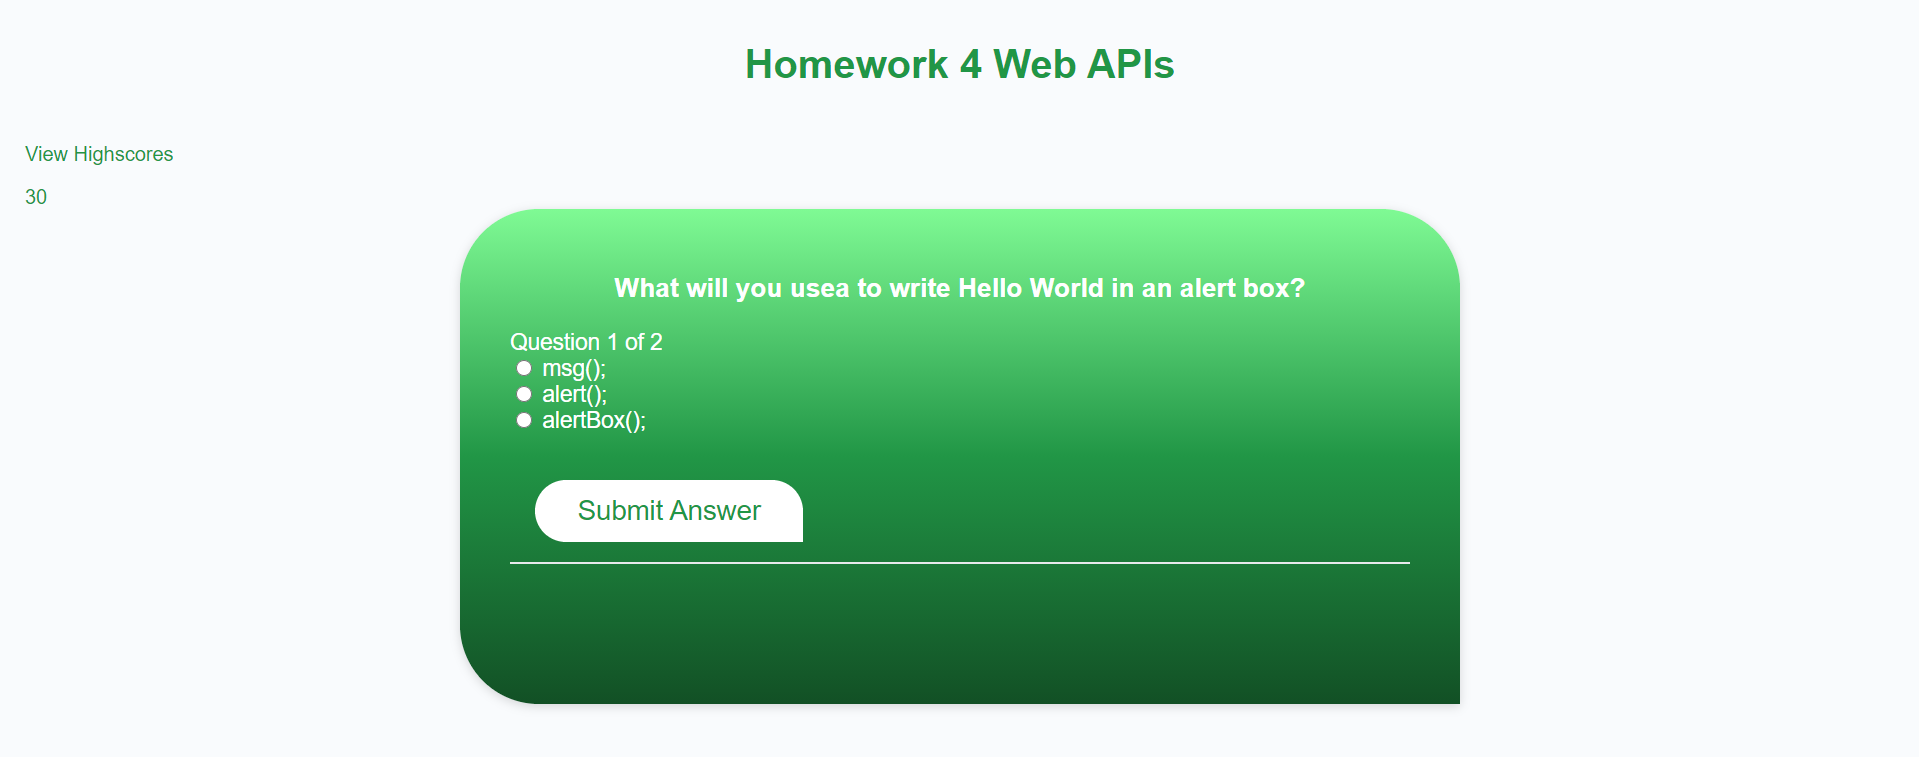 Homework 4 Web APIs
View Highscores
30
What will you usea to write Hello World in an alert box?
Question 1 of 2
msg();
alert();
alertBox();
Submit Answer